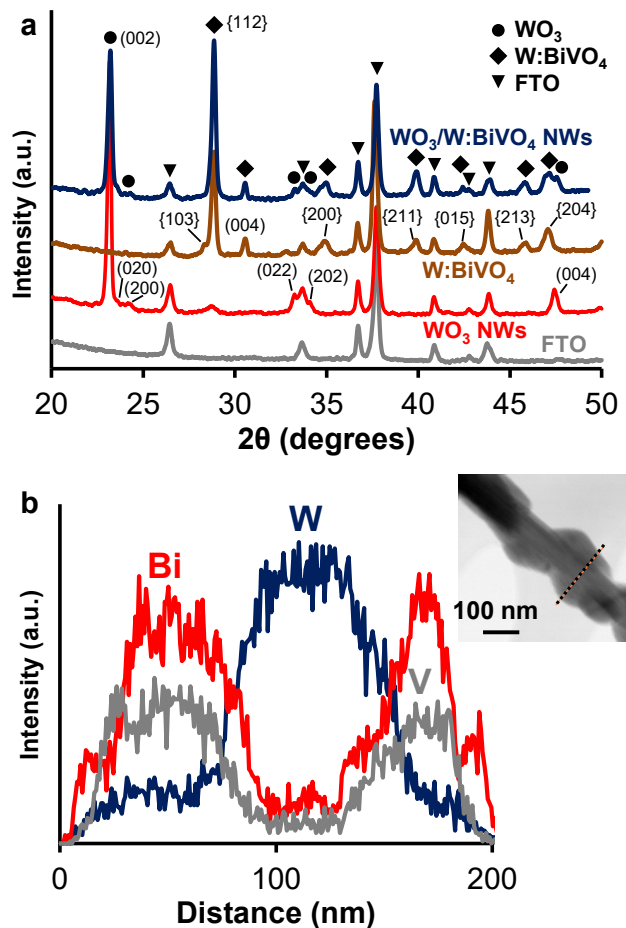 a
WO₃
W:BiVO₄
FTO
(002)
{112}
WO₃/W:BiVO₄ NWs
{103}
(004)
{200}
{211}
{015}
{213}
{204}
W:BiVO₄
(020)
(200)
(022)
(202)
(004)
WO₃ NWs
FTO
Intensity (a.u.)
20 25 30 35 40 45 50
2θ (degrees)
b
W
Bi
V
100 nm
Intensity (a.u.)
0 100 200
Distance (nm)